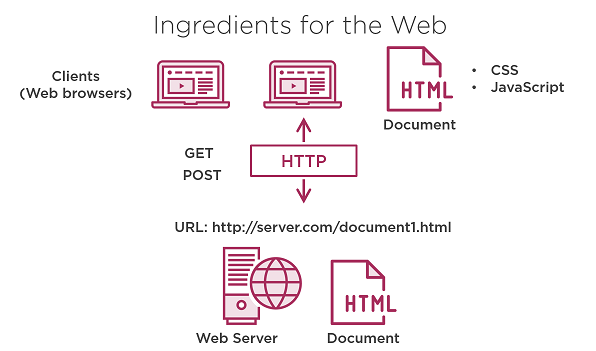 Ingredients for the Web
Clients
(Web browsers)
HTML
• CSS
• JavaScript
Document
GET
POST
HTTP
URL: http://server.com/document1.html
HTML
Web Server
Document